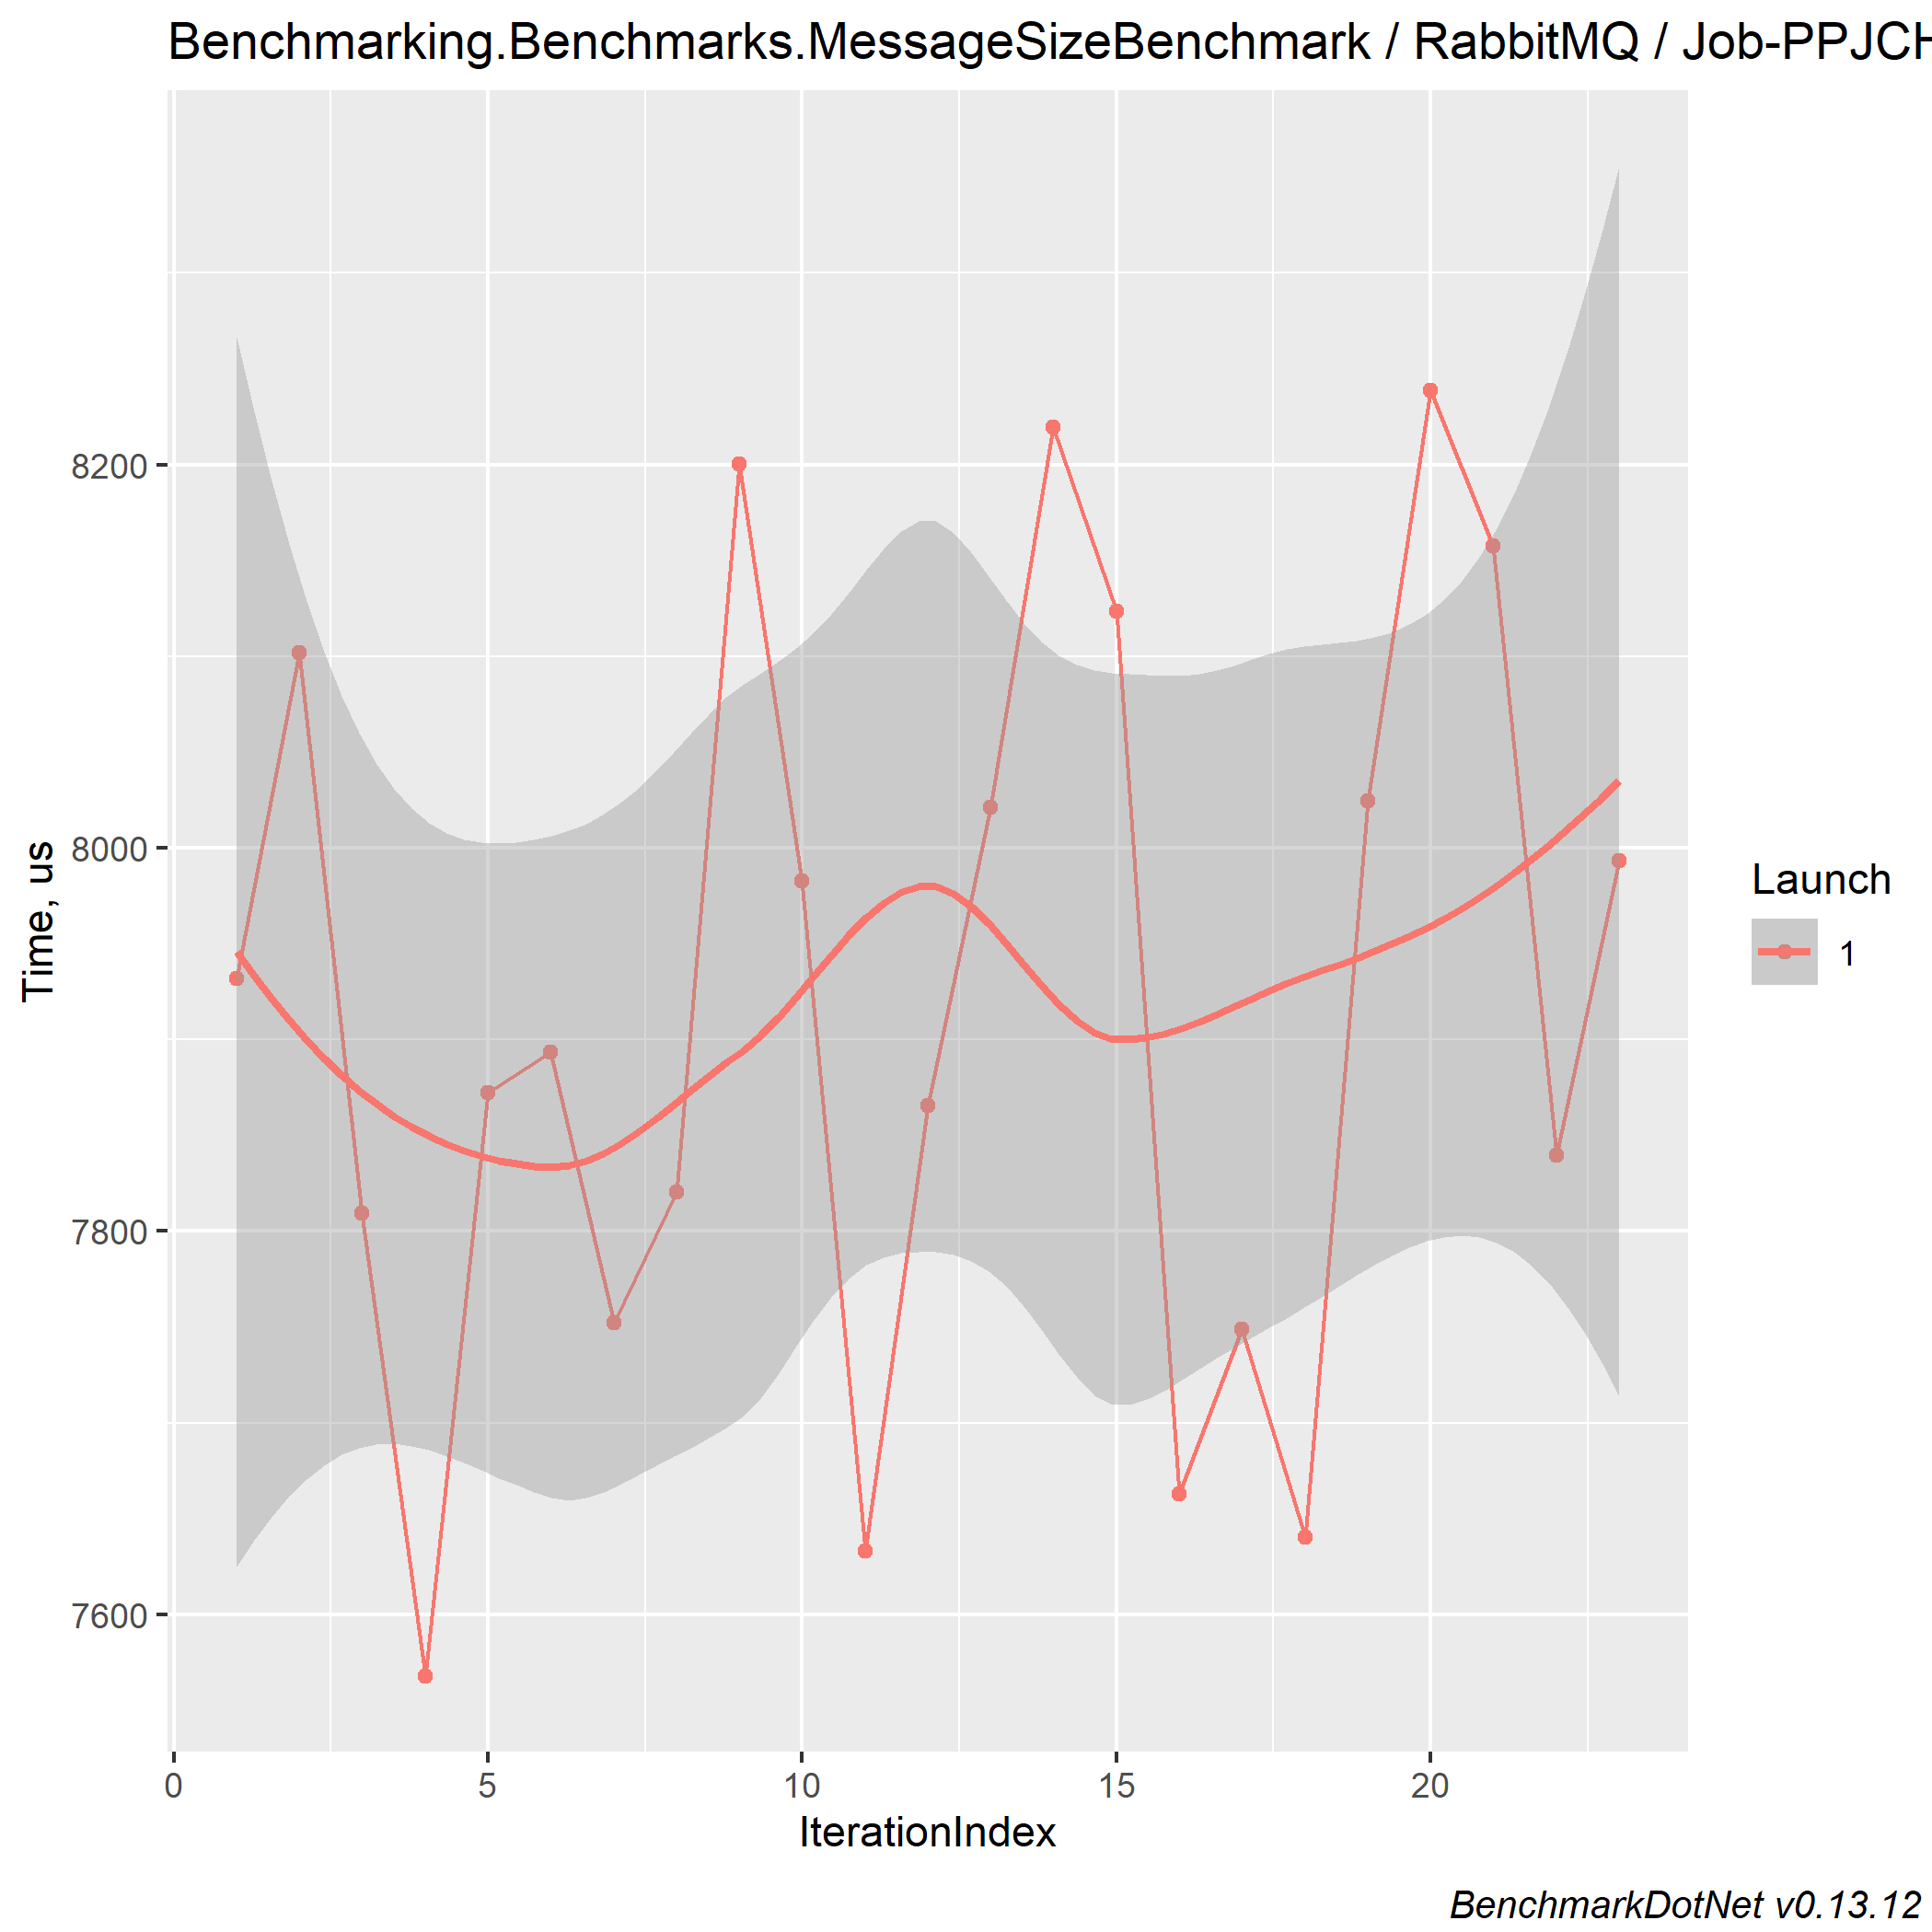 Benchmarking.Benchmarks.MessageSizeBenchmark / RabbitMQ / Job-PPJCH
Time, us
8200
8000
7800
7600
0 5 10 15 20
IterationIndex
Launch
1
BenchmarkDotNet v0.13.12